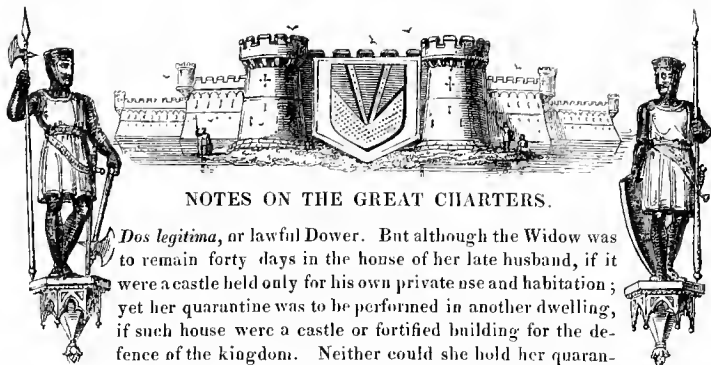 NOTES ON THE GREAT CHARTERS.
Dos legitima, or lawful Dower. But although the Widow was
to remain forty days in the house of her late husband, if it
were a castle held only for his own private use and habitation ;
yet her quarantine was to be performed in another dwelling,
if such house were a castle or fortified building for the de-
fence of the kingdom. Neither could she hold her quaran-